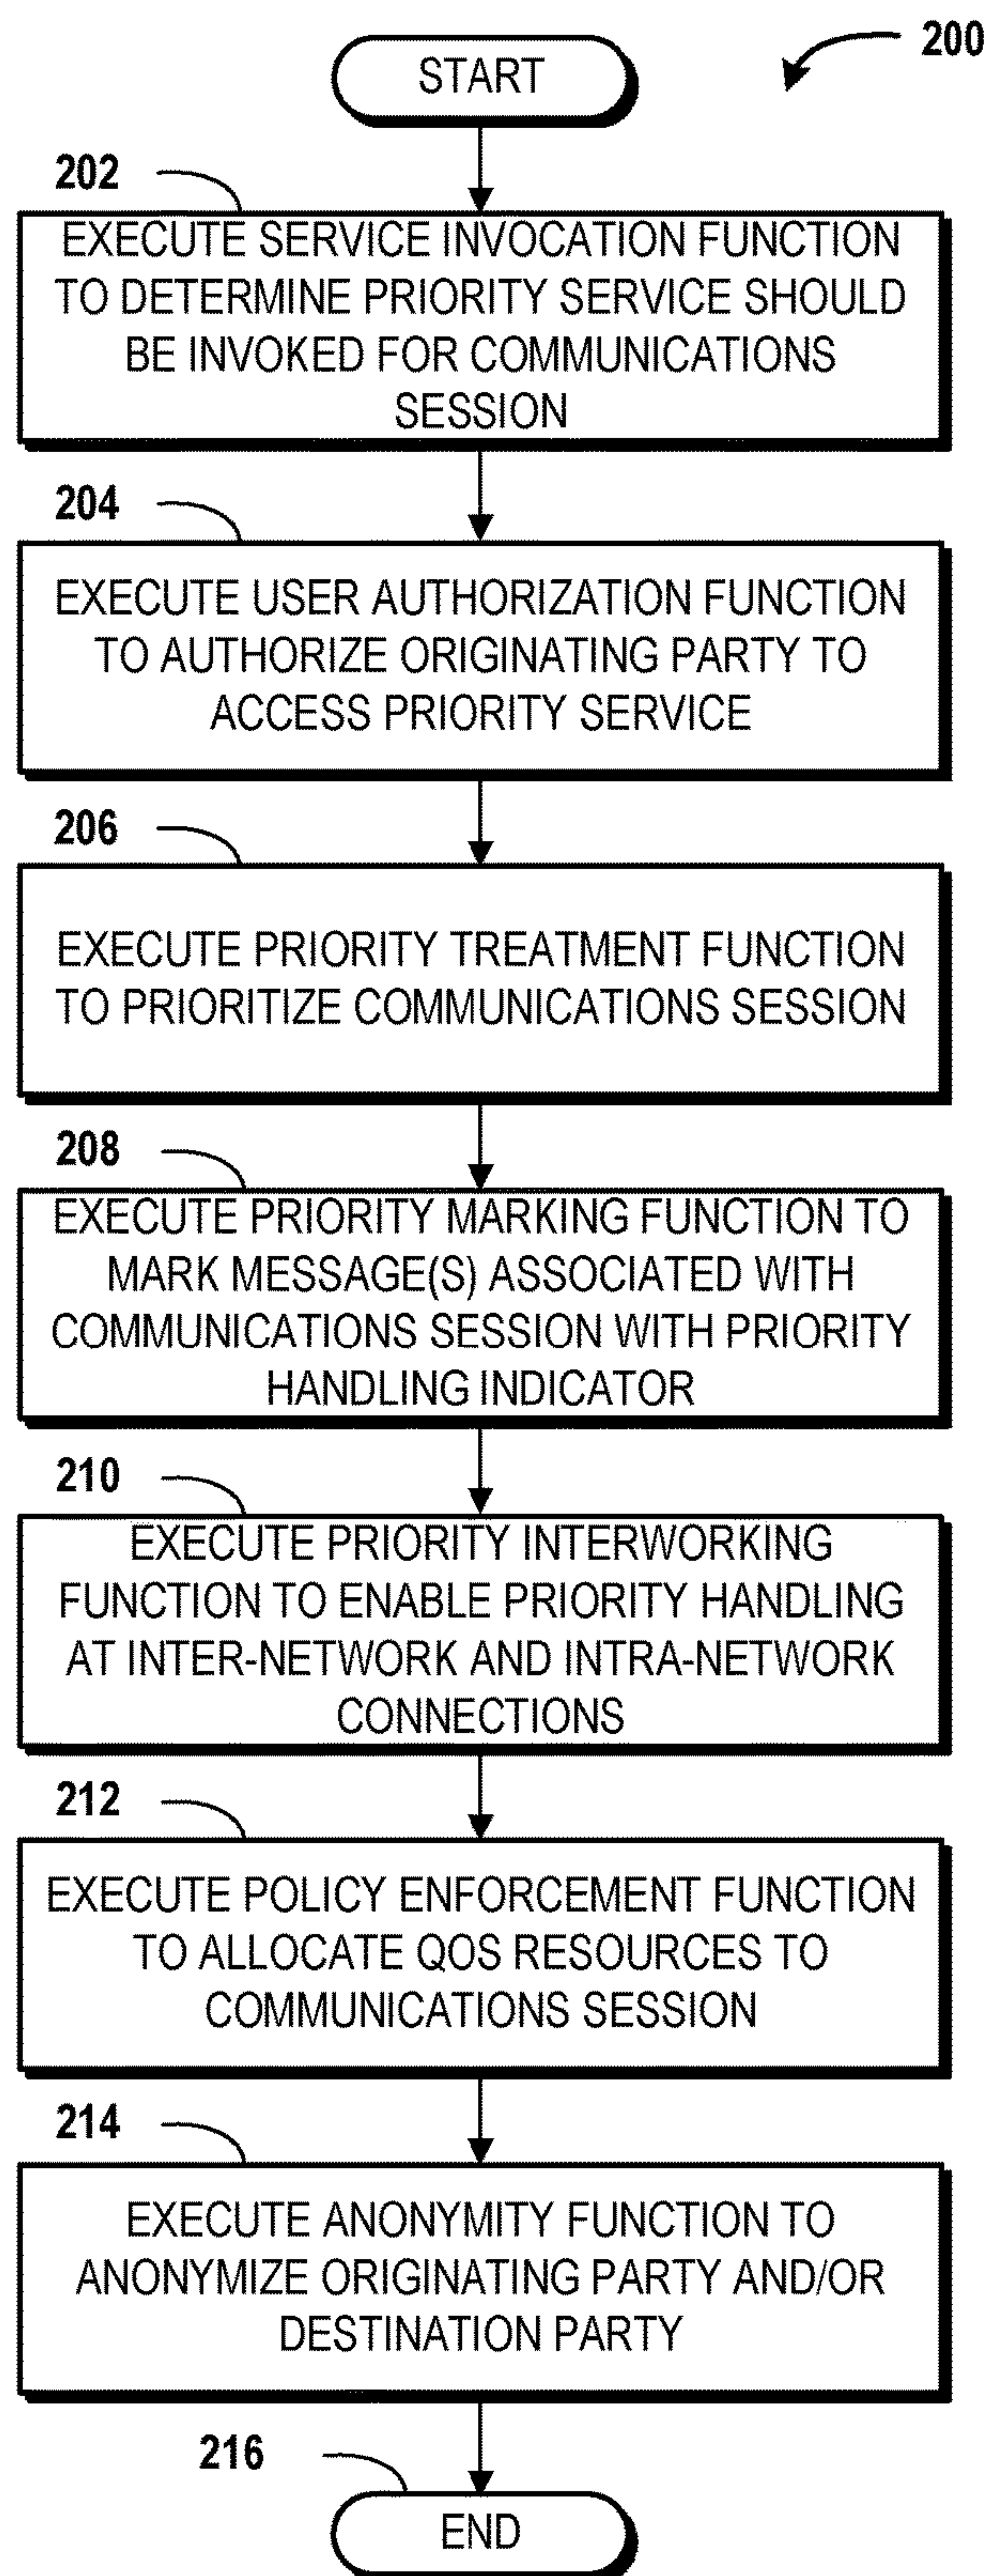 200
START
202
EXECUTE SERVICE INVOCATION FUNCTION
TO DETERMINE PRIORITY SERVICE SHOULD
BE INVOKED FOR COMMUNICATIONS
SESSION
204
EXECUTE USER AUTHORIZATION FUNCTION
TO AUTHORIZE ORIGINATING PARTY TO
ACCESS PRIORITY SERVICE
206
EXECUTE PRIORITY TREATMENT FUNCTION
TO PRIORITIZE COMMUNICATIONS SESSION
208
EXECUTE PRIORITY MARKING FUNCTION TO
MARK MESSAGE(S) ASSOCIATED WITH
COMMUNICATIONS SESSION WITH PRIORITY
HANDLING INDICATOR
210
EXECUTE PRIORITY INTERWORKING
FUNCTION TO ENABLE PRIORITY HANDLING
AT INTER-NETWORK AND INTRA-NETWORK
CONNECTIONS
212
EXECUTE POLICY ENFORCEMENT FUNCTION
TO ALLOCATE QOS RESOURCES TO
COMMUNICATIONS SESSION
214
EXECUTE ANONYMITY FUNCTION TO
ANONYMIZE ORIGINATING PARTY AND/OR
DESTINATION PARTY
216
END